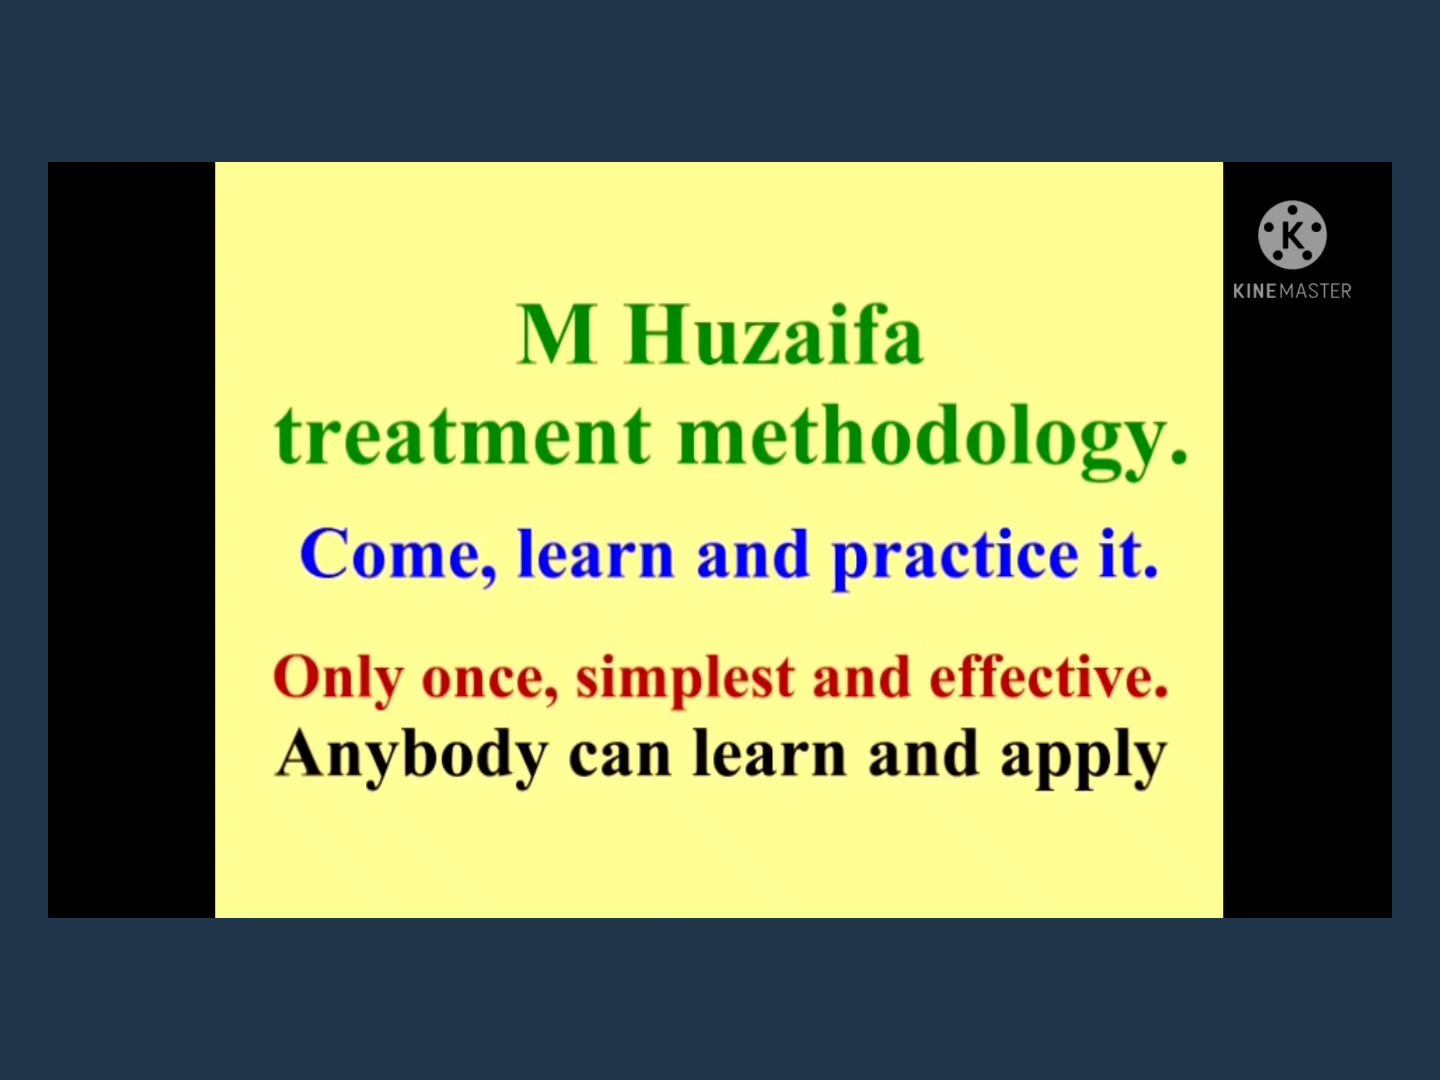 M Huzaifa
treatment methodology.
Come, learn and practice it.
Only once, simplest and effective.
Anybody can learn and apply
K
KINEMASTER